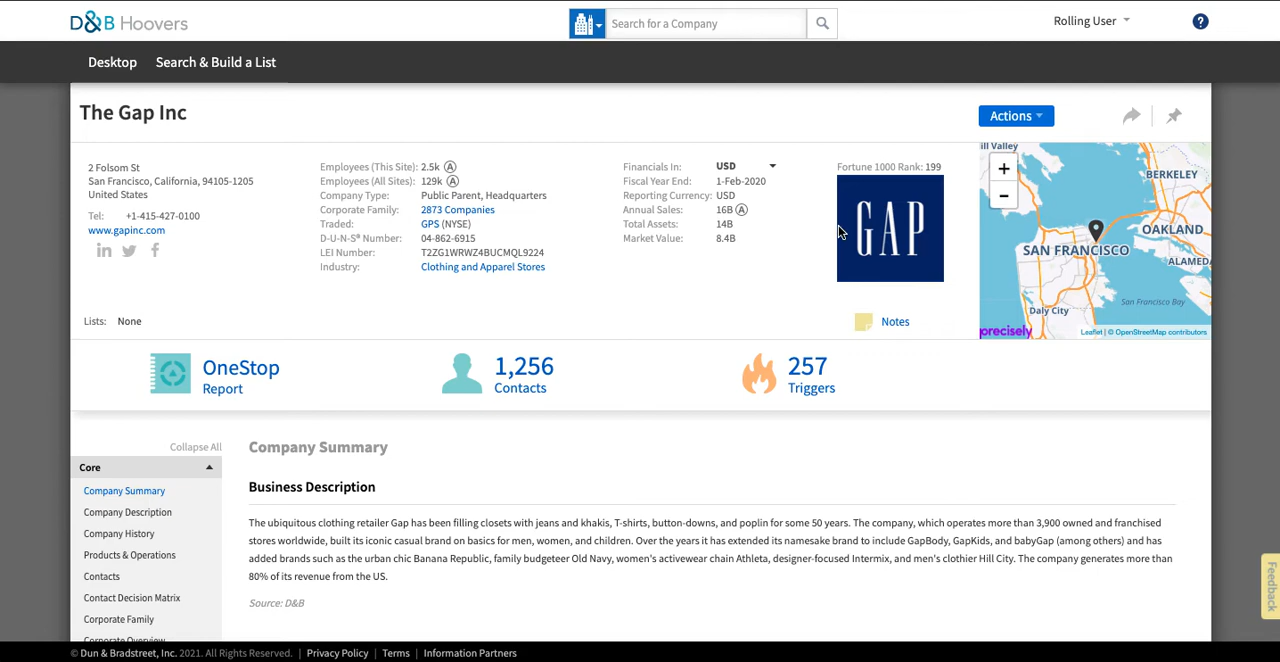 D&B Hoovers
Search for a Company
Rolling User
?
Desktop
Search & Build a List
The Gap Inc
Actions
2 Folsom St
San Francisco, California, 94105-1205
United States
Tel: +1-415-427-0100
www.gapinc.com
Employees (This Site): 2.5k A
Employees (All Sites): 129k A
Company Type: Public Parent, Headquarters
Corporate Family: 2873 Companies
Traded: GPS (NYSE)
D-U-N-S® Number: 04-862-6915
LEI Number: T2ZG1WRWZ4BUCMQL9224
Industry: Clothing and Apparel Stores
Financials In: USD
Fiscal Year End: 1-Feb-2020
Reporting Currency: USD
Annual Sales: 16B A
Total Assets: 14B
Market Value: 8.4B
Fortune 1000 Rank: 199
GAP
ill Valley
+
−
BERKELEY
OAKLAND
SAN FRANCISCO
ALAMED
Daly City
San Francisco Bay
precisely
Leaflet | © OpenStreetMap contributors
Lists: None
Notes
OneStop
Report
1,256
Contacts
257
Triggers
Collapse All
Core
Company Summary
Company Description
Company History
Products & Operations
Contacts
Contact Decision Matrix
Corporate Family
Corporate Overview
Company Summary
Business Description
The ubiquitous clothing retailer Gap has been filling closets with jeans and khakis, T-shirts, button-downs, and poplin for some 50 years. The company, which operates more than 3,900 owned and franchised
stores worldwide, built its iconic casual brand on basics for men, women, and children. Over the years it has extended its namesake brand to include GapBody, GapKids, and babyGap (among others) and has
added brands such as the urban chic Banana Republic, family budgeteer Old Navy, women's activewear chain Athleta, designer-focused Intermix, and men's clothier Hill City. The company generates more than
80% of its revenue from the US.
Source: D&B
Feedback
© Dun & Bradstreet, Inc. 2021. All Rights Reserved. | Privacy Policy | Terms | Information Partners